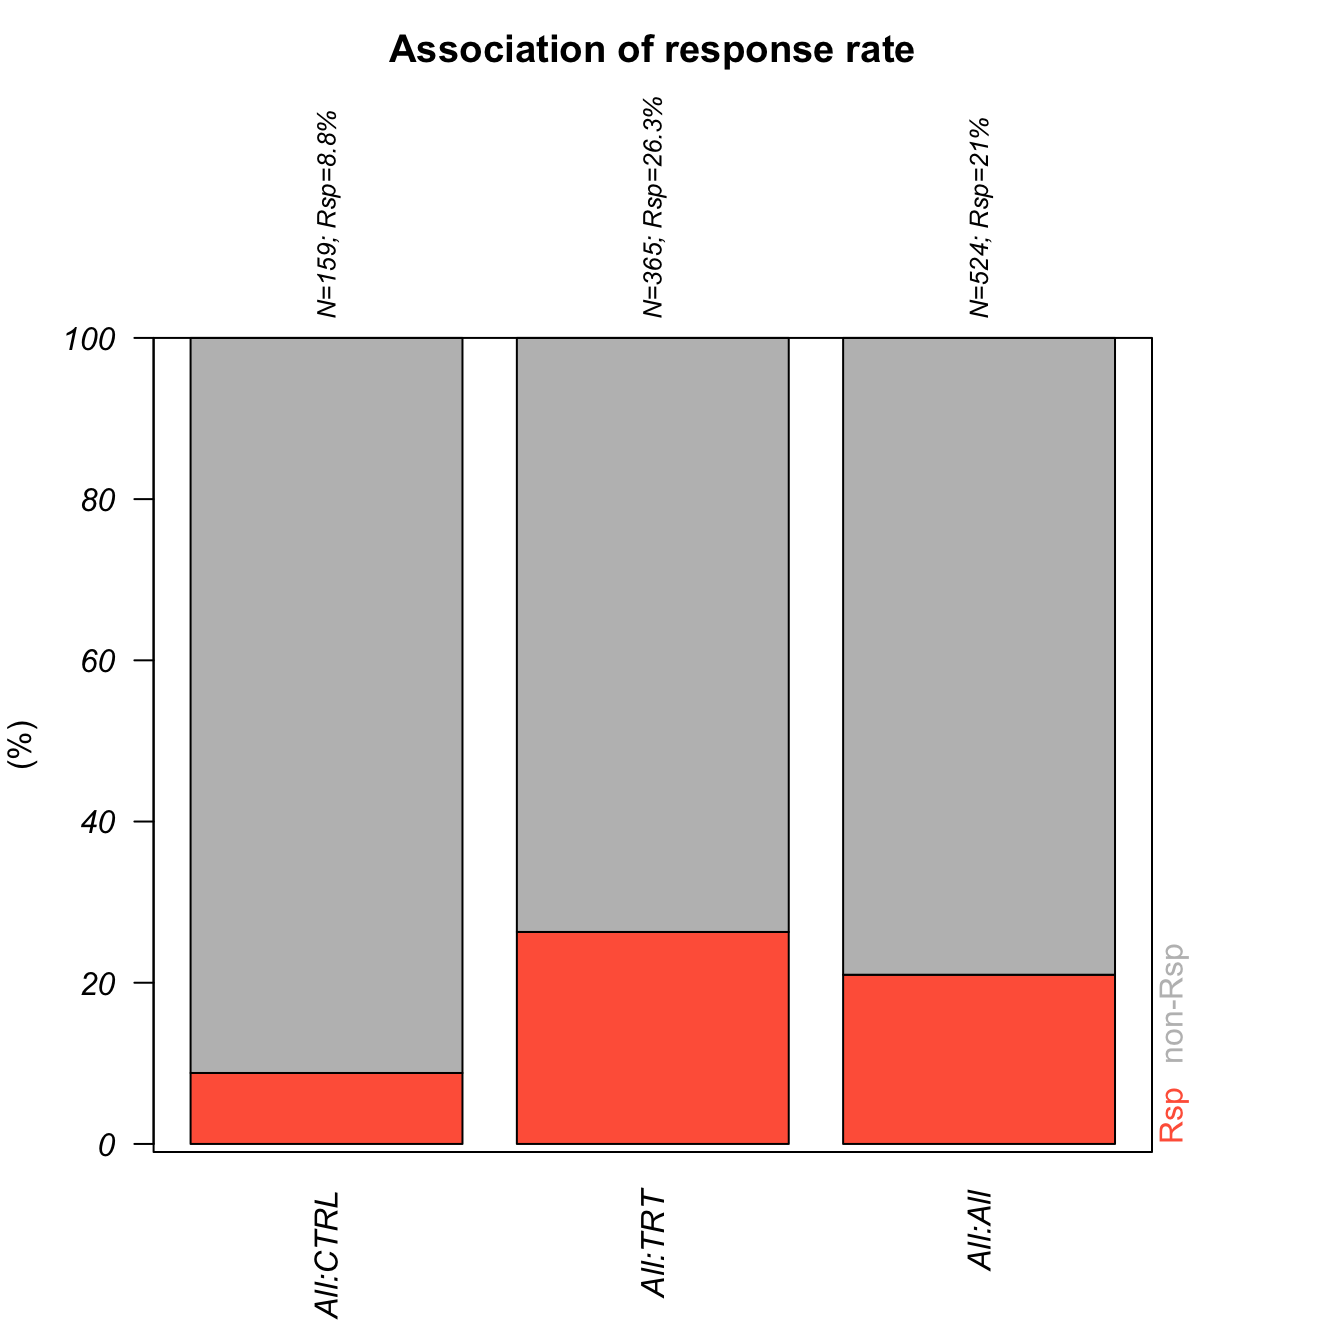 Association of response rate
N=159; Rsp=8.8%
N=365; Rsp=26.3%
N=524; Rsp=21%
100
80
60
40
20
0
(%)
Rsp non-Rsp
All:CTRL
All:TRT
All:All